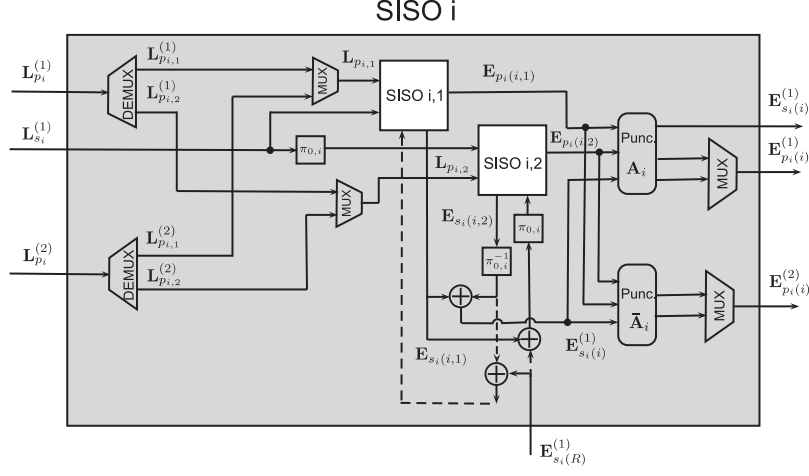 SISO i
L_{p_i}^{(1)}
DEMUX
L_{p_{i,1}}^{(1)}
L_{p_{i,2}}^{(1)}
MUX
L_{p_{i,1}}
SISO i,1
E_{p_i(i,1)}
L_{s_i}^{(1)}
π_{0,i}
L_{p_{i,2}}
SISO i,2
E_{p_i(i,2)}
Punc.
A_i
E_{s_i(i)}^{(1)}
MUX
E_{p_i(i)}^{(1)}
MUX
L_{p_i}^{(2)}
DEMUX
L_{p_{i,1}}^{(2)}
L_{p_{i,2}}^{(2)}
E_{s_i(i,2)}
π_{0,i}
π_{0,i}^{-1}
Punc.
Ā_i
MUX
E_{p_i(i)}^{(2)}
E_{s_i(i,1)}
E_{s_i(i)}^{(1)}
E_{s_i(R)}^{(1)}